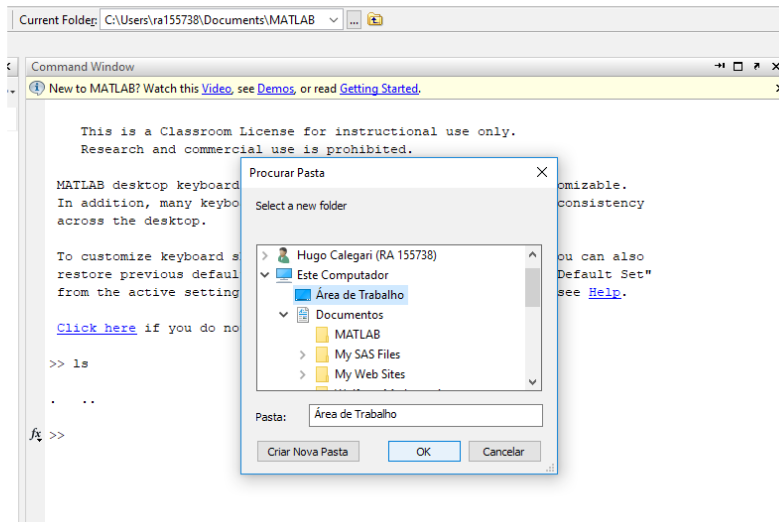 Current Folder: C:\Users\ra155738\Documents\MATLAB ...
Command Window
New to MATLAB? Watch this Video, see Demos, or read Getting Started.
This is a Classroom License for instructional use only.
Research and commercial use is prohibited.
MATLAB desktop keyboard omizable.
In addition, many keybo consistency
across the desktop.
To customize keyboard s ou can also
restore previous defaul Default Set"
from the active setting see Help.
Click here if you do no
>> ls
. ..
fx >>
Procurar Pasta
Select a new folder
Hugo Calegari (RA 155738)
Este Computador
Área de Trabalho
Documentos
MATLAB
My SAS Files
My Web Sites
Pasta: Área de Trabalho
Criar Nova Pasta OK Cancelar